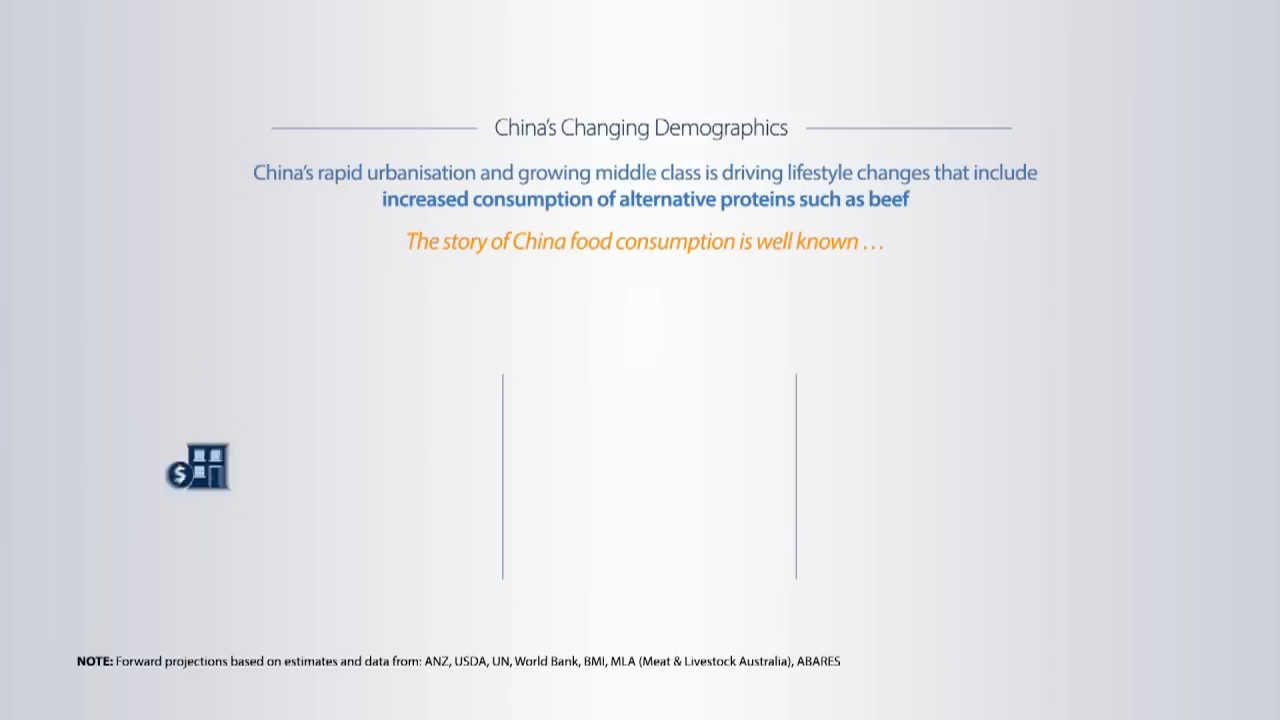 China's Changing Demographics
China's rapid urbanisation and growing middle class is driving lifestyle changes that include
increased consumption of alternative proteins such as beef
The story of China food consumption is well known . . .
$
NOTE: Forward projections based on estimates and data from: ANZ, USDA, UN, World Bank, BMI, MLA (Meat & Livestock Australia), ABARES